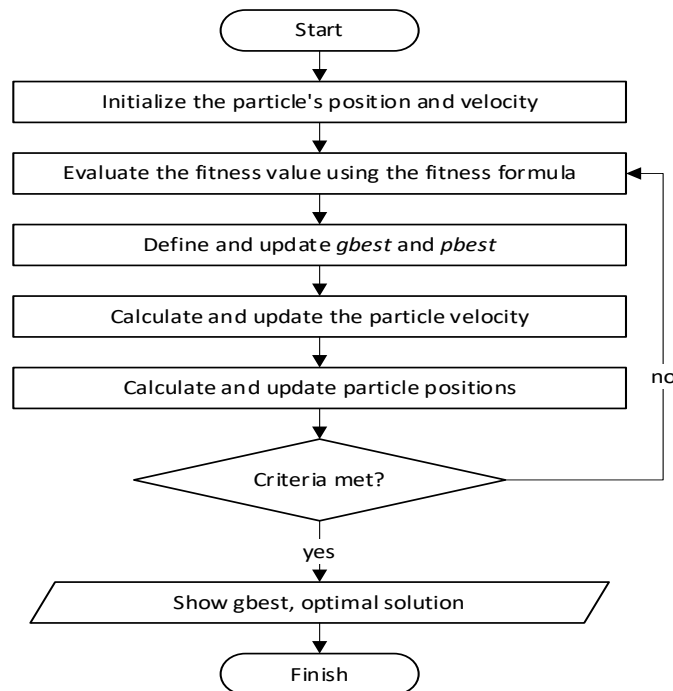 Start
Initialize the particle's position and velocity
Evaluate the fitness value using the fitness formula
Define and update gbest and pbest
Calculate and update the particle velocity
Calculate and update particle positions
no
Criteria met?
yes
Show gbest, optimal solution
Finish